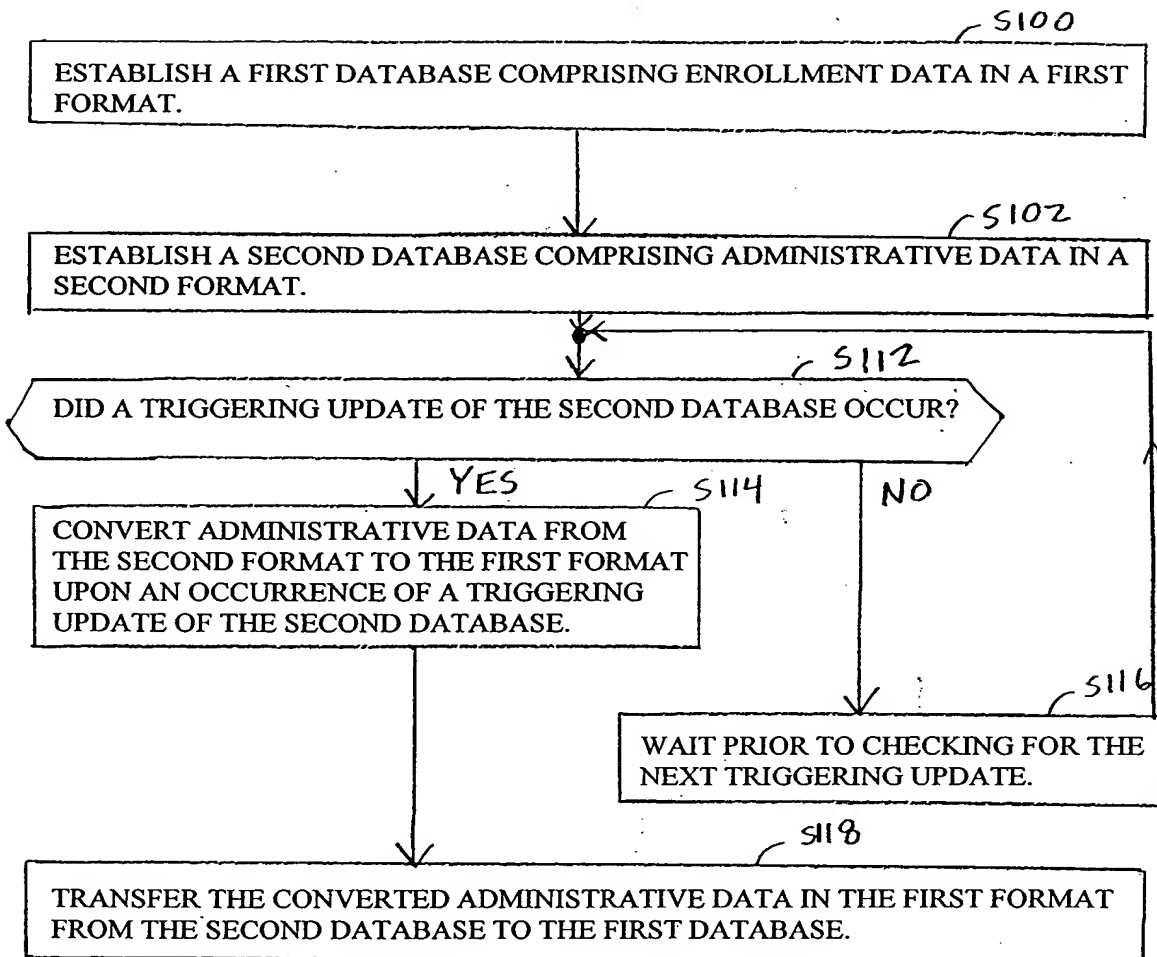 S100
ESTABLISH A FIRST DATABASE COMPRISING ENROLLMENT DATA IN A FIRST
FORMAT.
S102
ESTABLISH A SECOND DATABASE COMPRISING ADMINISTRATIVE DATA IN A
SECOND FORMAT.
S112
DID A TRIGGERING UPDATE OF THE SECOND DATABASE OCCUR?
YES
S114
NO
CONVERT ADMINISTRATIVE DATA FROM
THE SECOND FORMAT TO THE FIRST FORMAT
UPON AN OCCURRENCE OF A TRIGGERING
UPDATE OF THE SECOND DATABASE.
S116
WAIT PRIOR TO CHECKING FOR THE
NEXT TRIGGERING UPDATE.
S118
TRANSFER THE CONVERTED ADMINISTRATIVE DATA IN THE FIRST FORMAT
FROM THE SECOND DATABASE TO THE FIRST DATABASE.